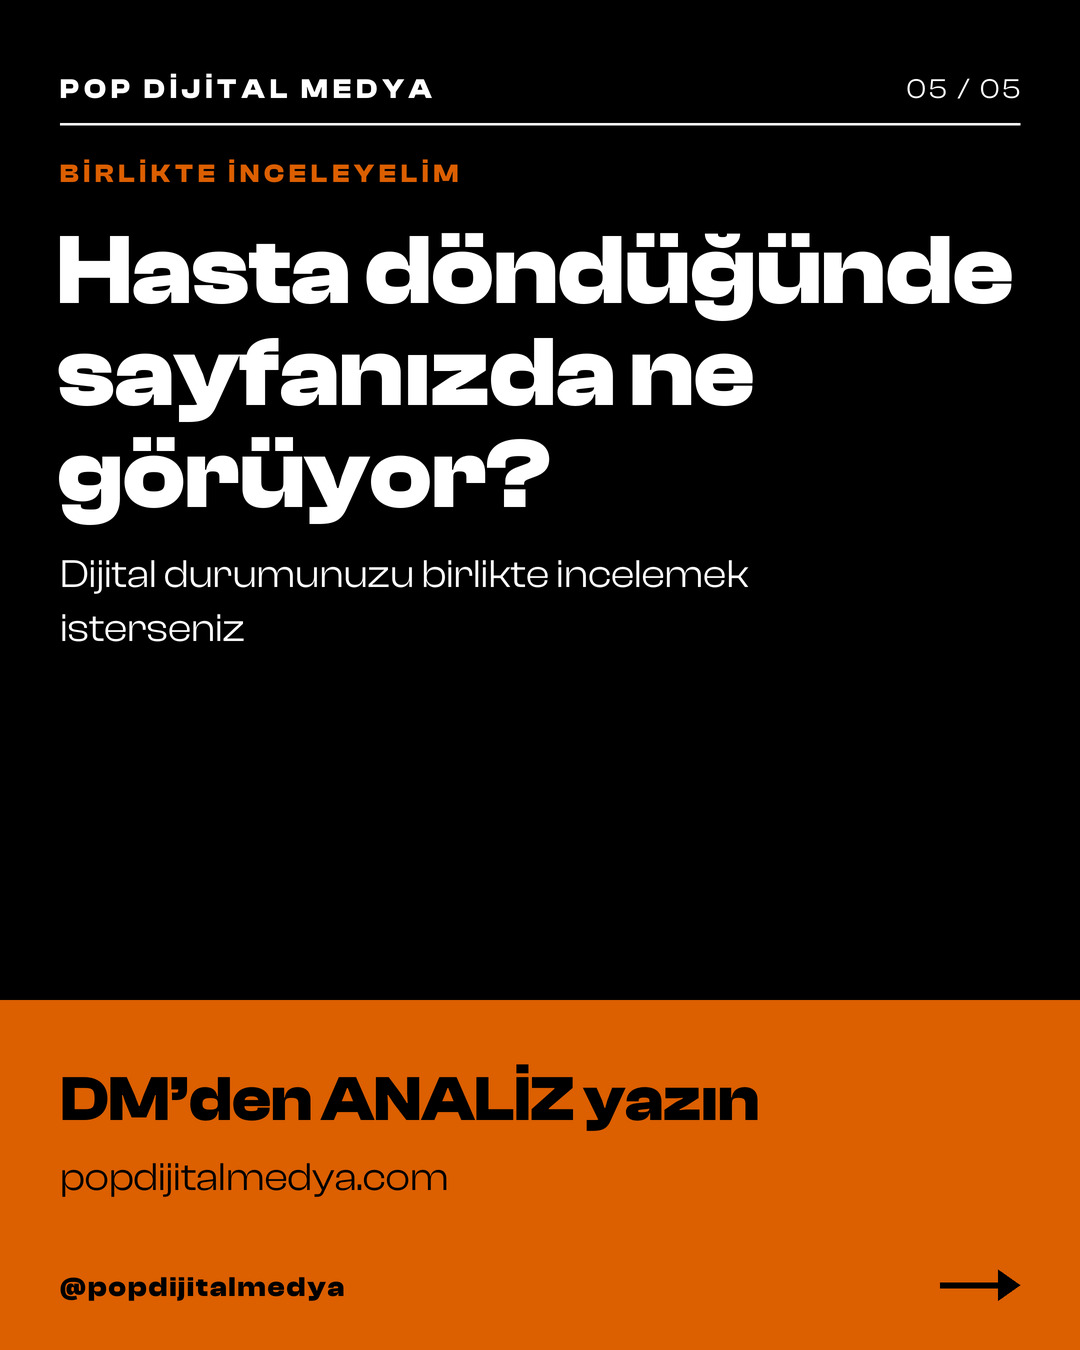 POP DİJİTAL MEDYA
05 / 05
BİRLİKTE İNCELEYELİM
Hasta döndüğünde
sayfanızda ne
görüyor?
Dijital durumunuzu birlikte incelemek
isterseniz
DM’den ANALİZ yazın
popdijitalmedya.com
@popdijitalmedya